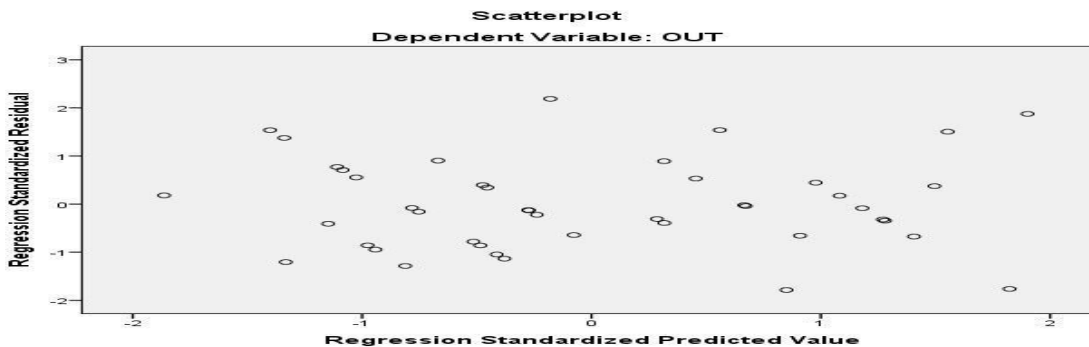 Scatterplot
Dependent Variable: OUT
Regression Standardized Residual
3
2
1
0
-1
-2
-2 -1 0 1 2
Regression Standardized Predicted Value